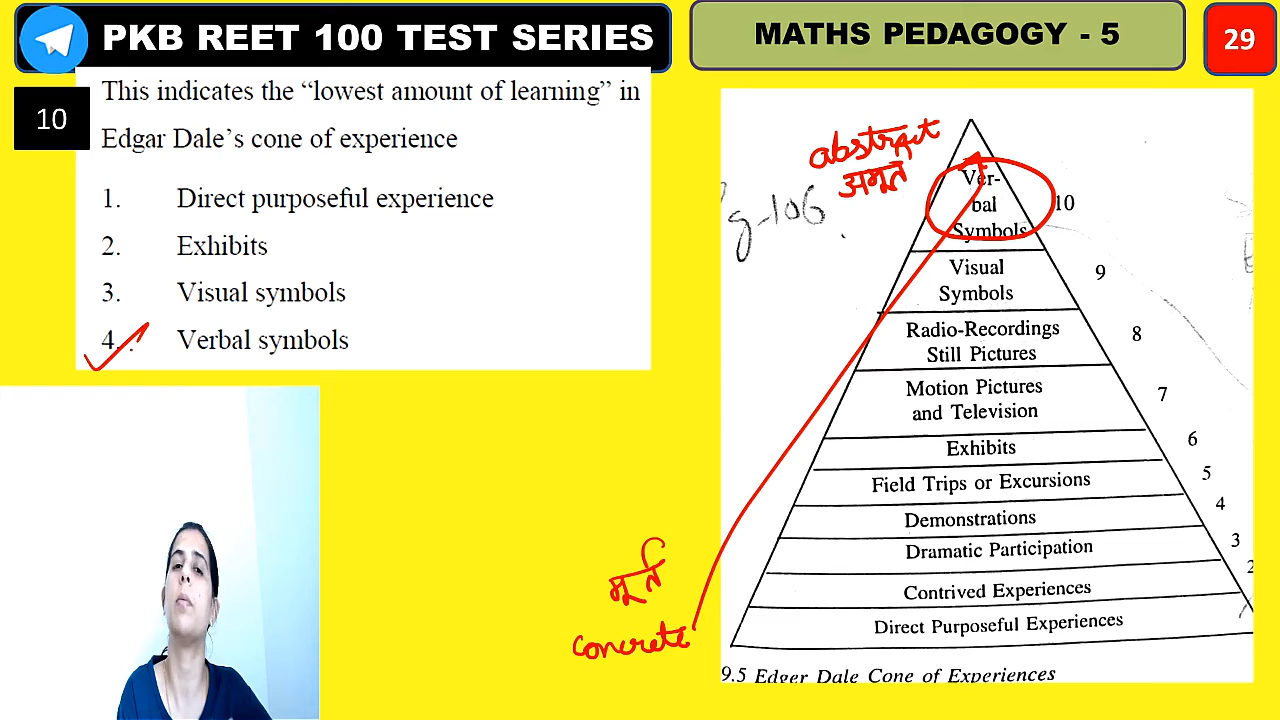 PKB REET 100 TEST SERIES
MATHS PEDAGOGY - 5
29
10
This indicates the “lowest amount of learning” in
Edgar Dale’s cone of experience
1. Direct purposeful experience
2. Exhibits
3. Visual symbols
4. Verbal symbols
abstract
अमूर्त
g-106
Ver-
bal
Symbols
10
Visual
Symbols
9
Radio-Recordings
Still Pictures
8
Motion Pictures
and Television
7
Exhibits
6
Field Trips or Excursions
5
Demonstrations
4
Dramatic Participation
3
Contrived Experiences
2
Direct Purposeful Experiences
मूर्त
concrete
9.5 Edger Dale Cone of Experiences